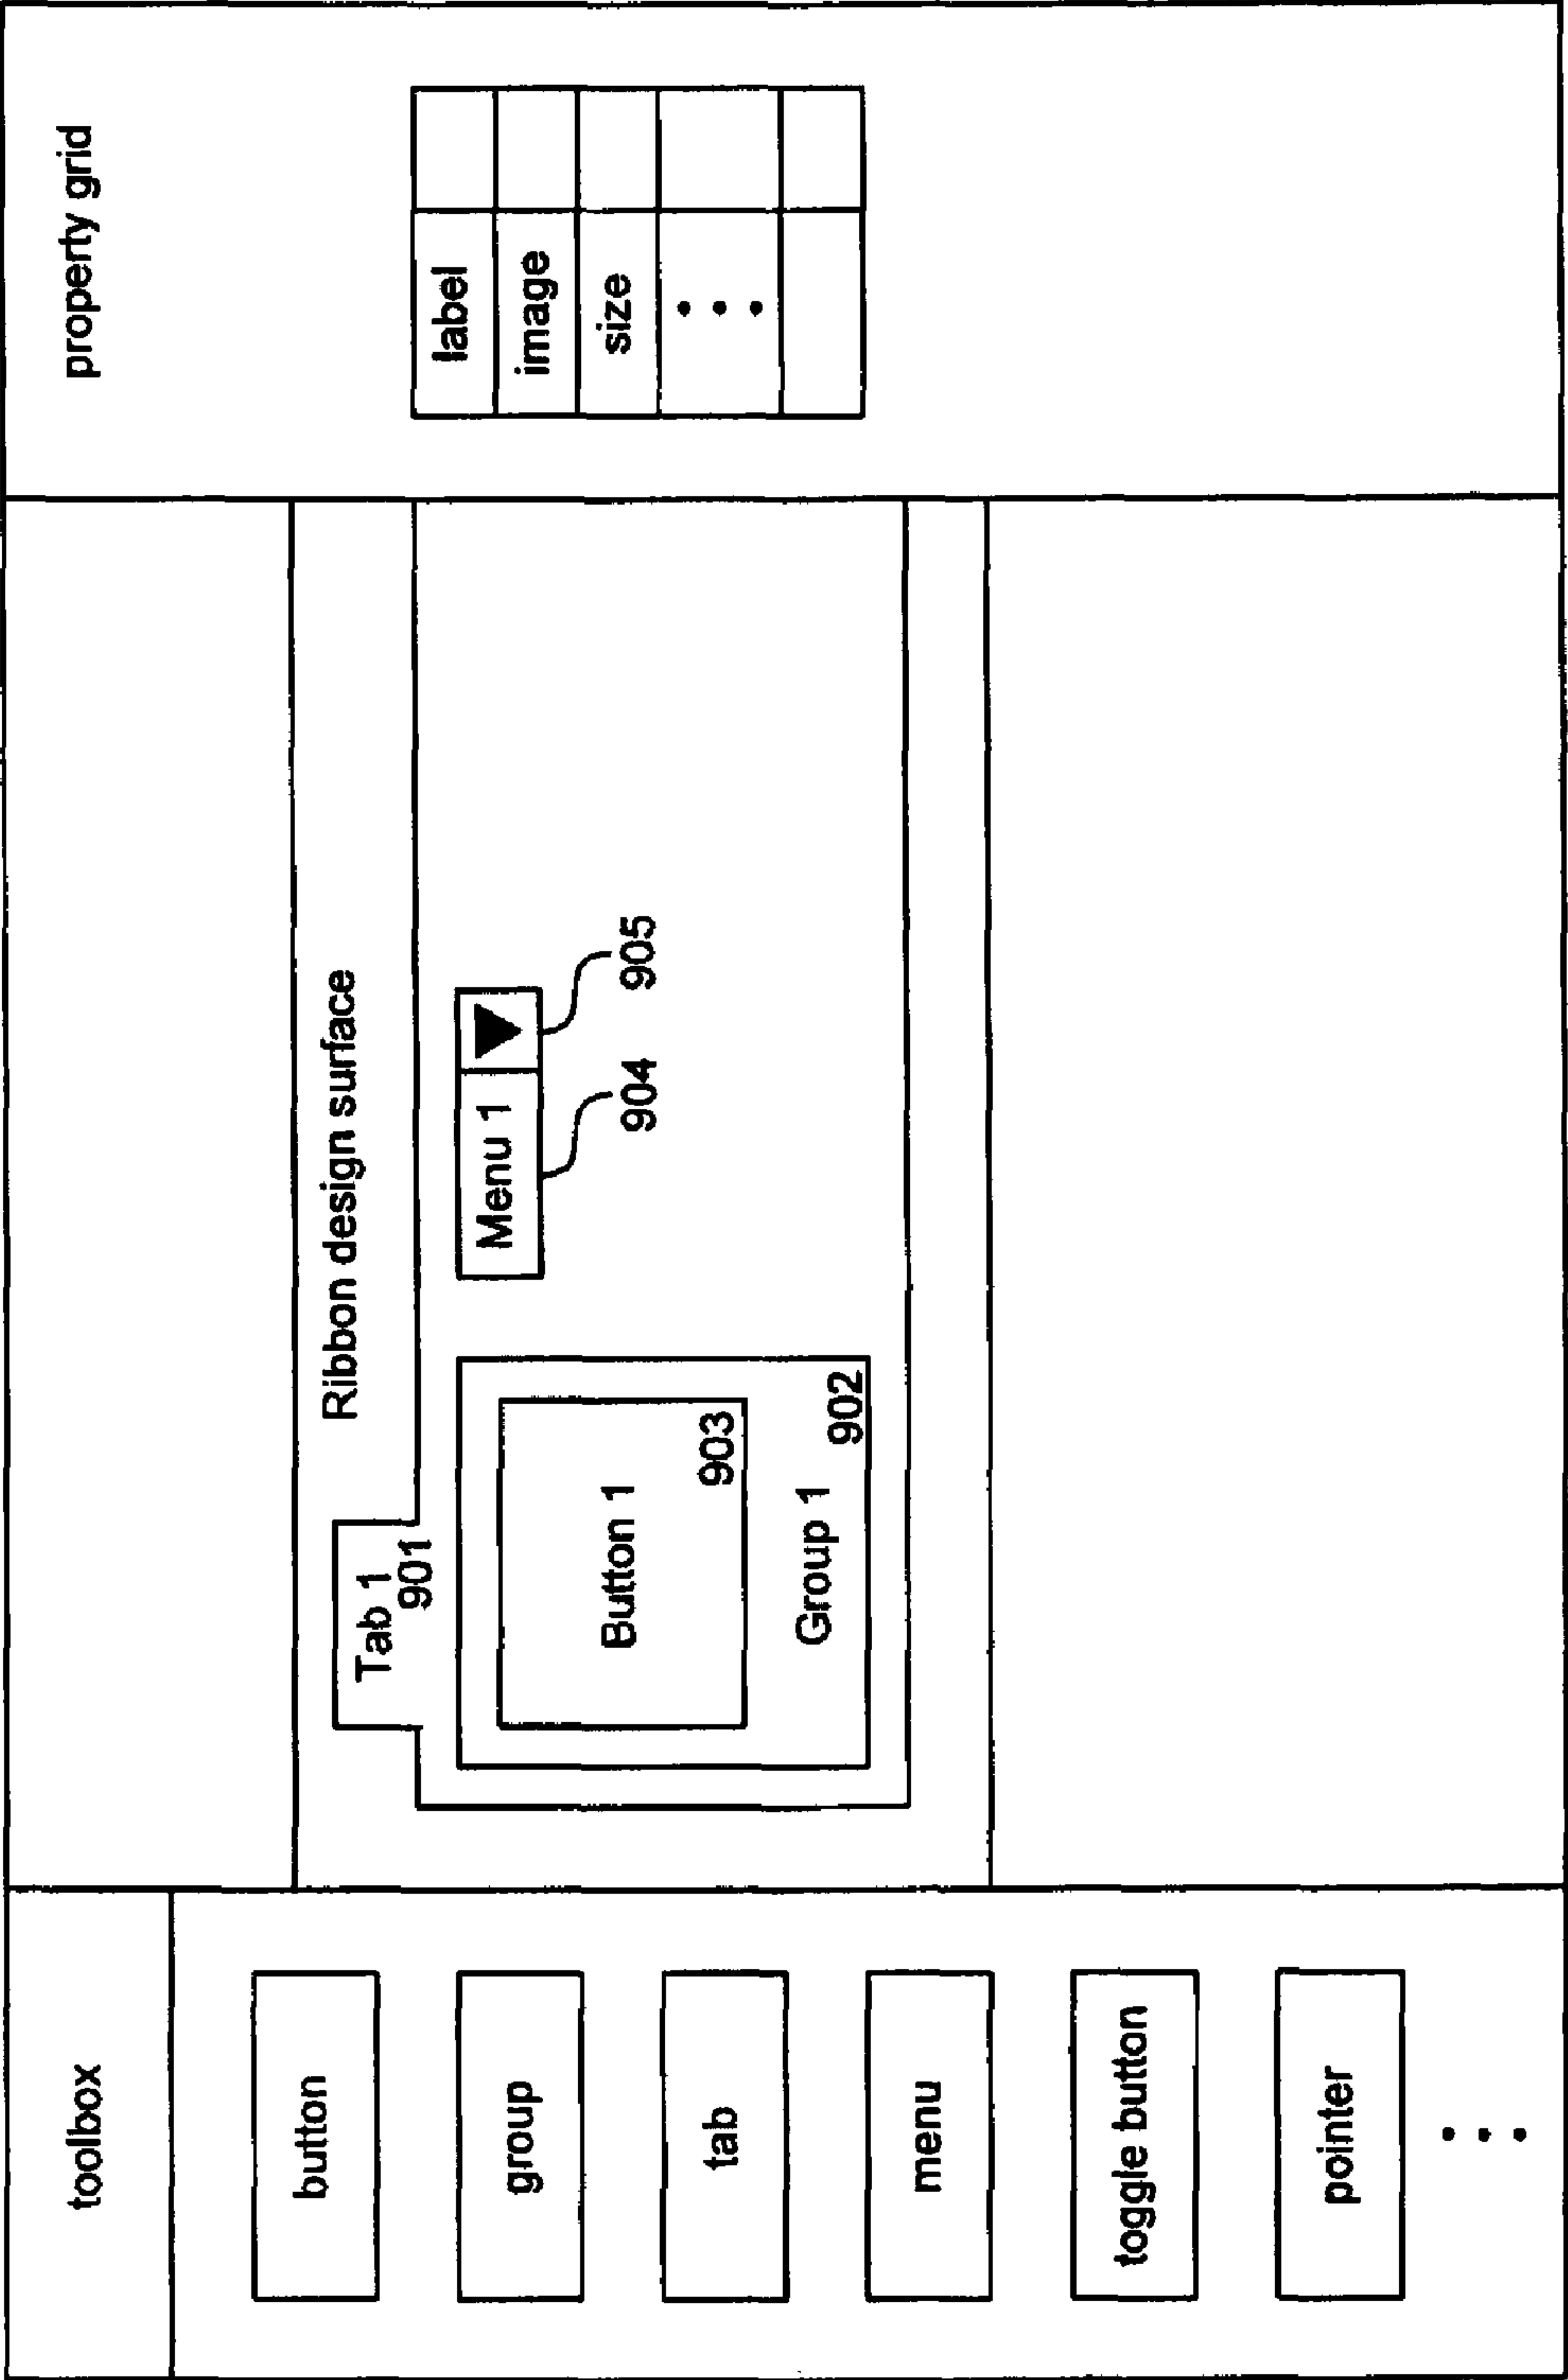 toolbox
button
group
tab
menu
toggle button
pointer
Ribbon design surface
Tab 1
901
Button 1
903
Group 1
902
Menu 1
904
905
property grid
label
image
size